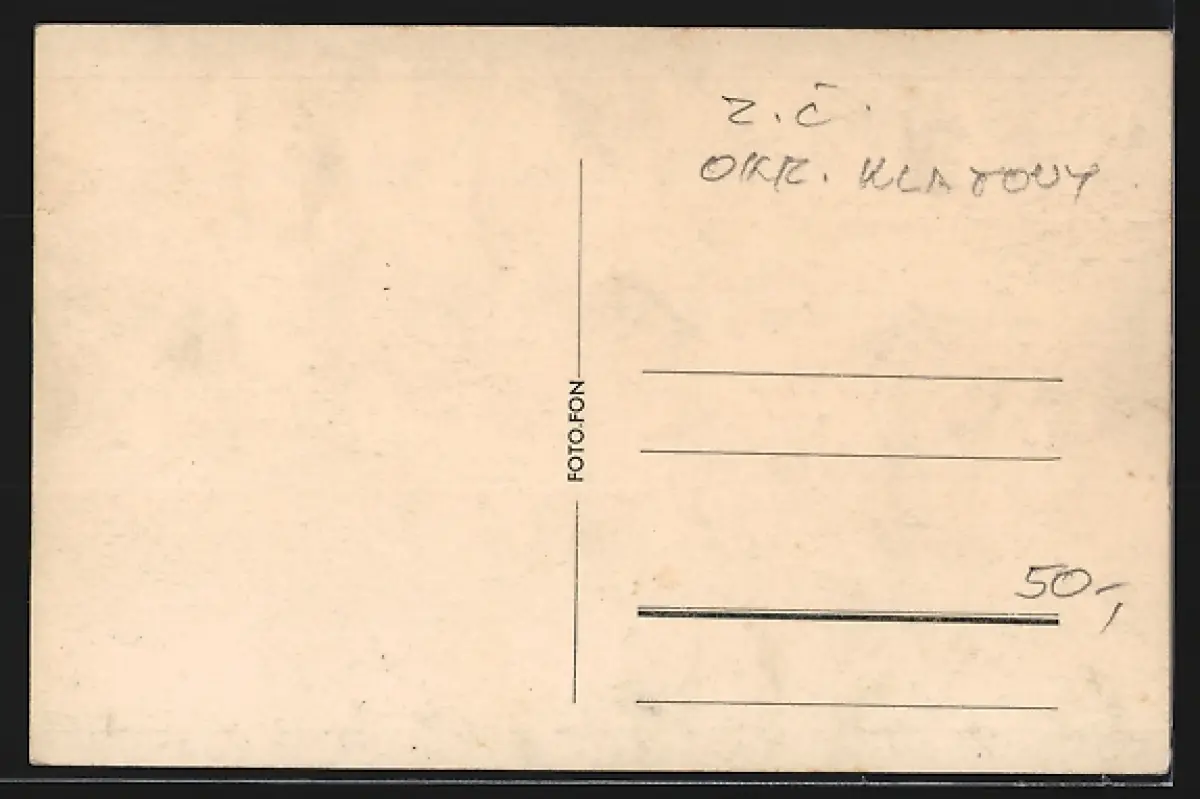 Z.Č.
OKR. KLATOVY
FOTO-FON
50,-